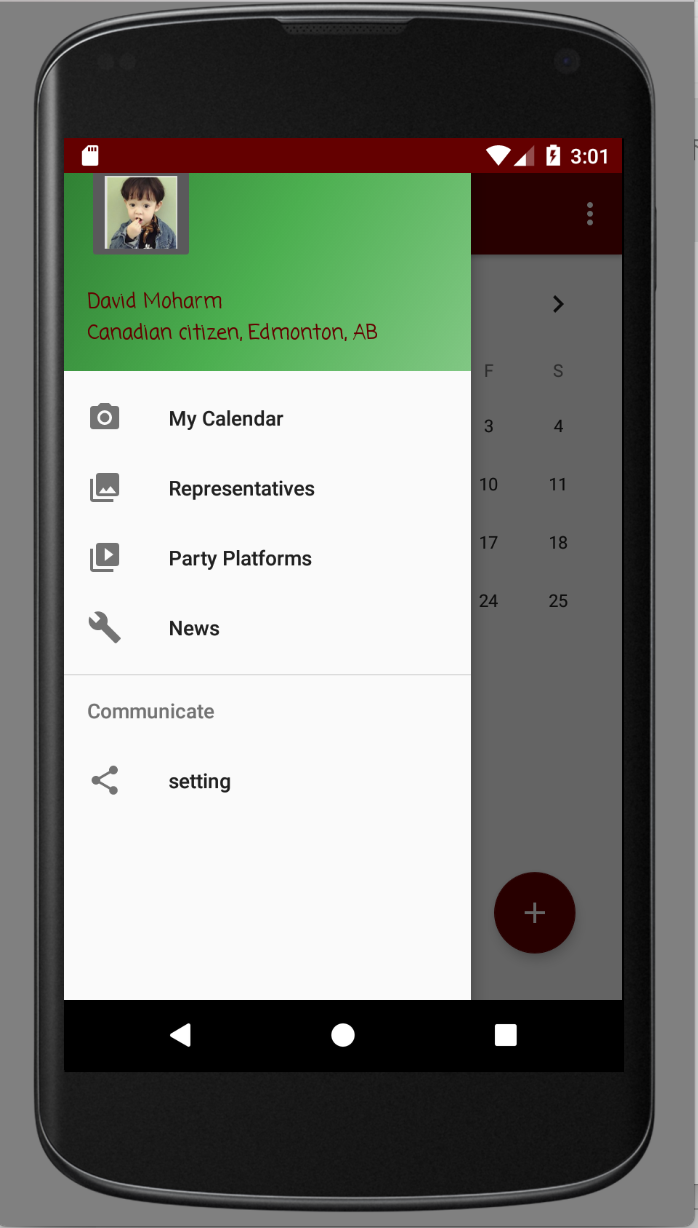 3:01
David Moharm
Canadian citizen, Edmonton, AB
My Calendar
Representatives
Party Platforms
News
Communicate
setting
F S
3 4
10 11
17 18
24 25